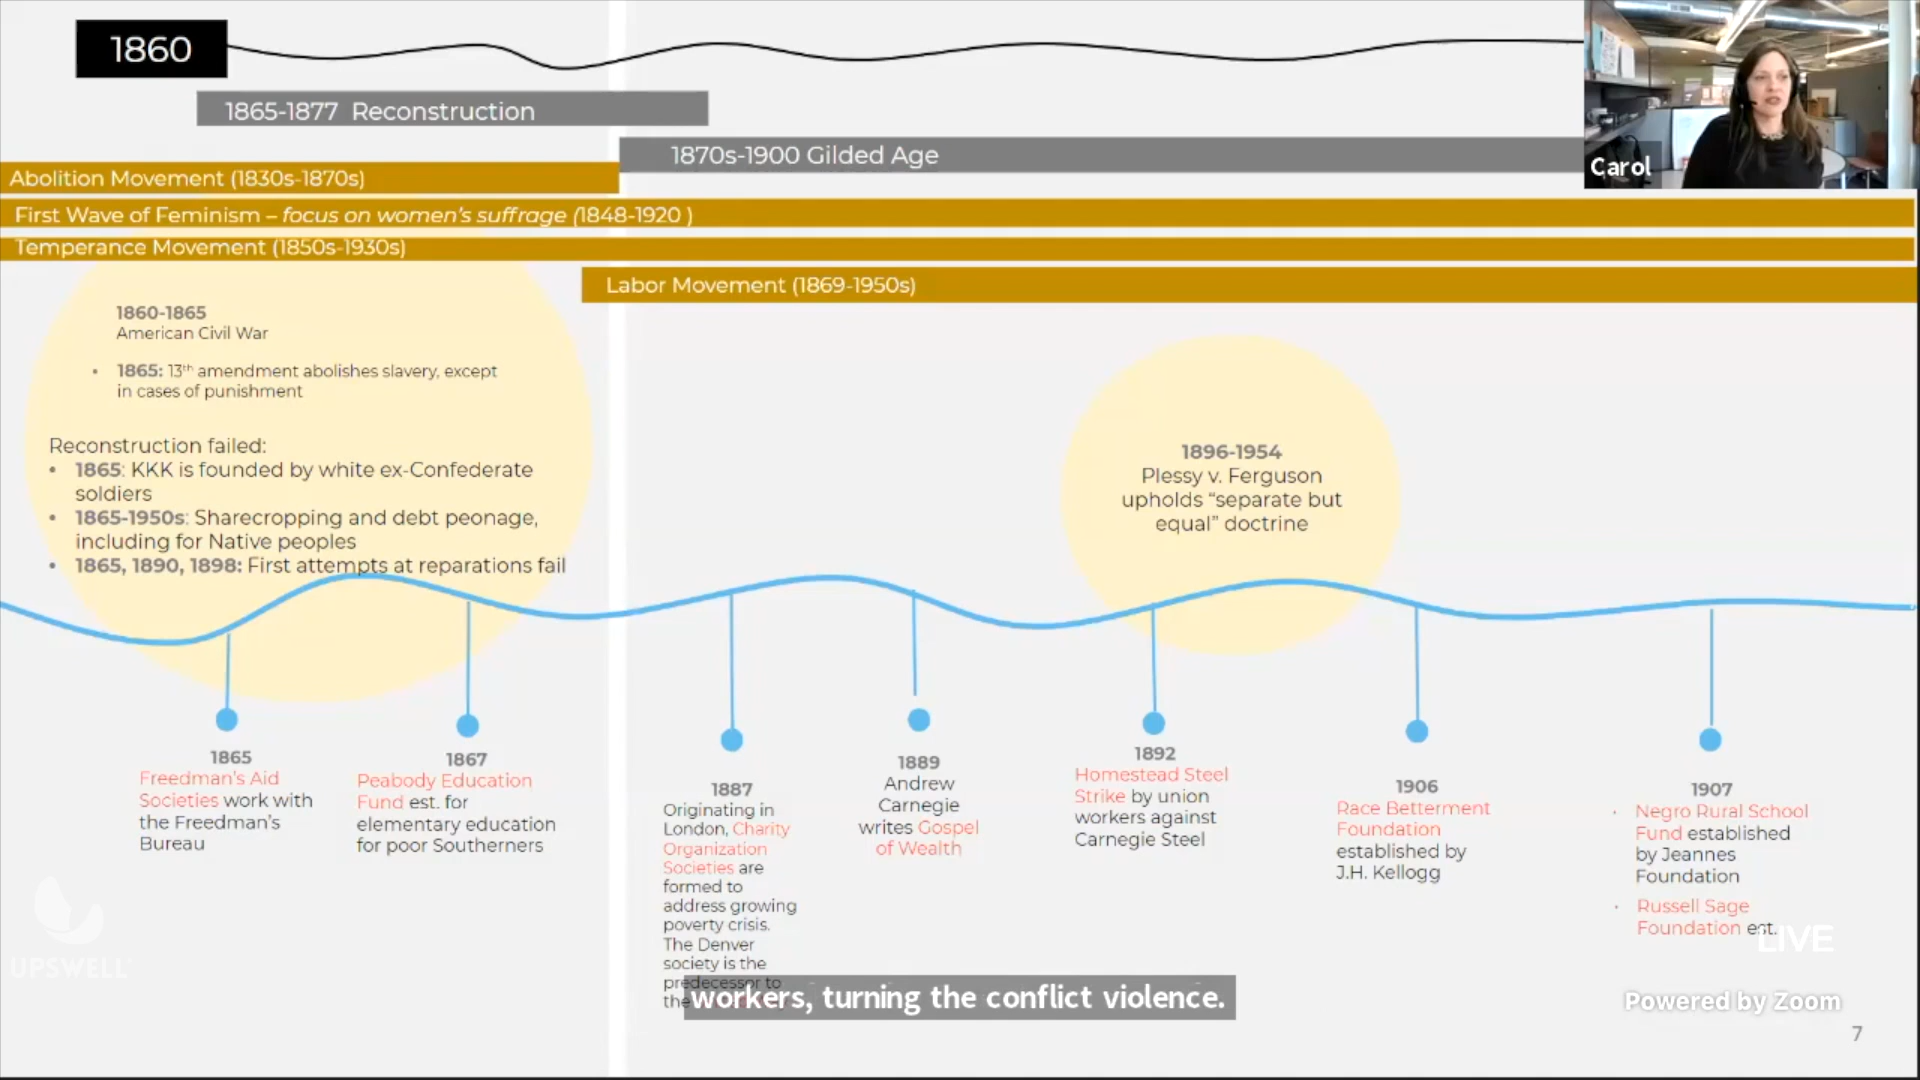 1860
1865-1877 Reconstruction
1870s-1900 Gilded Age
Carol
Abolition Movement (1830s-1870s)
First Wave of Feminism – focus on women's suffrage (1848-1920 )
Temperance Movement (1850s-1930s)
Labor Movement (1869-1950s)
1860-1865
American Civil War
• 1865: 13th amendment abolishes slavery, except
in cases of punishment
Reconstruction failed:
• 1865: KKK is founded by white ex-Confederate
soldiers
• 1865-1950s: Sharecropping and debt peonage,
including for Native peoples
• 1865, 1890, 1898: First attempts at reparations fail
1896-1954
Plessy v. Ferguson
upholds “separate but
equal” doctrine
1865
Freedman's Aid
Societies work with
the Freedman's
Bureau
1867
Peabody Education
Fund est. for
elementary education
for poor Southerners
1887
Originating in
London, Charity
Organization
Societies are
formed to
address growing
poverty crisis.
The Denver
society is the
predecessor to
the
1889
Andrew
Carnegie
writes Gospel
of Wealth
1892
Homestead Steel
Strike by union
workers against
Carnegie Steel
1906
Race Betterment
Foundation
established by
J.H. Kellogg
1907
• Negro Rural School
Fund established
by Jeannes
Foundation
• Russell Sage
Foundation est.
LIVE
UPSWELL
workers, turning the conflict violence.
Powered by Zoom
7